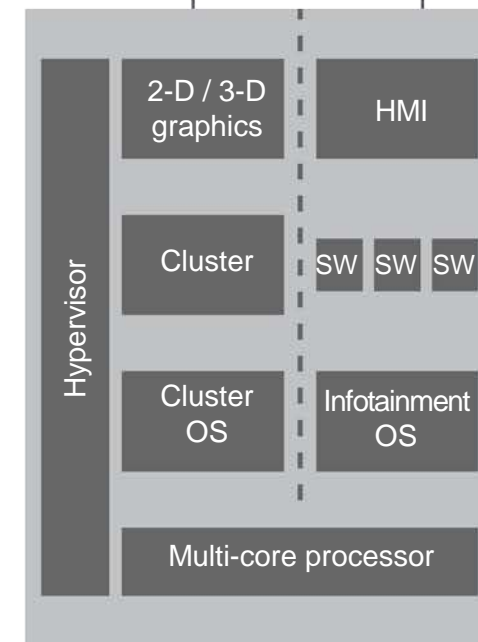 2-D / 3-D
graphics
HMI
Cluster
SW
SW
SW
Hypervisor
Cluster
OS
Infotainment
OS
Multi-core processor